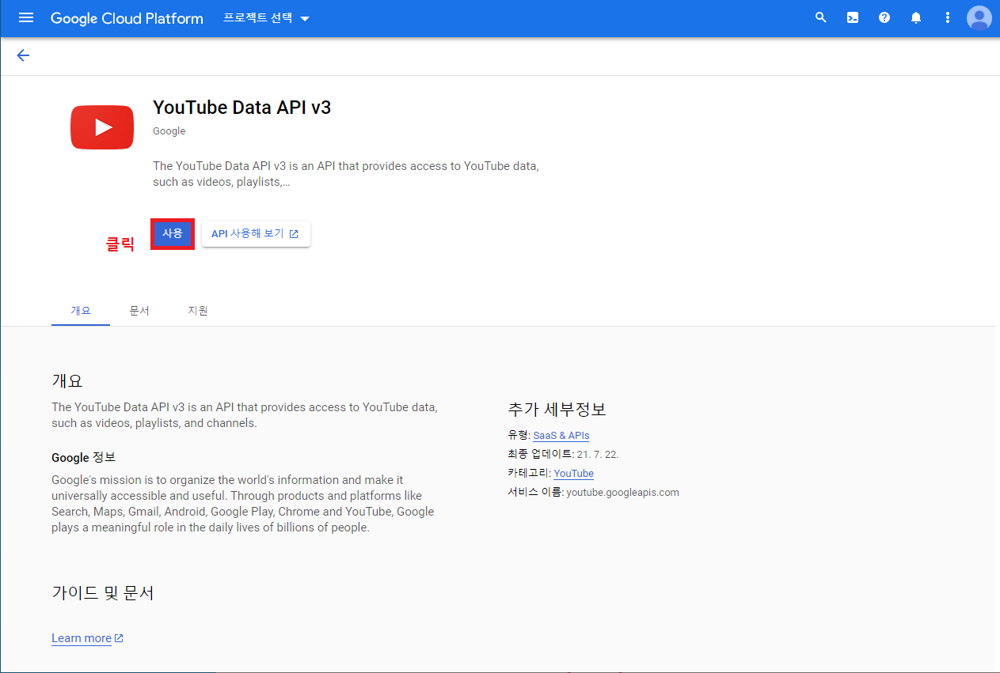 Google Cloud Platform 프로젝트 선택
YouTube Data API v3
Google
The YouTube Data API v3 is an API that provides access to YouTube data,
such as videos, playlists,...
클릭 사용 API 사용해 보기
개요 문서 지원
개요
The YouTube Data API v3 is an API that provides access to YouTube data,
such as videos, playlists, and channels.
Google 정보
Google's mission is to organize the world's information and make it
universally accessible and useful. Through products and platforms like
Search, Maps, Gmail, Android, Google Play, Chrome and YouTube, Google
plays a meaningful role in the daily lives of billions of people.
추가 세부정보
유형: SaaS & APIs
최종 업데이트: 21. 7. 22.
카테고리: YouTube
서비스 이름: youtube.googleapis.com
가이드 및 문서
Learn more